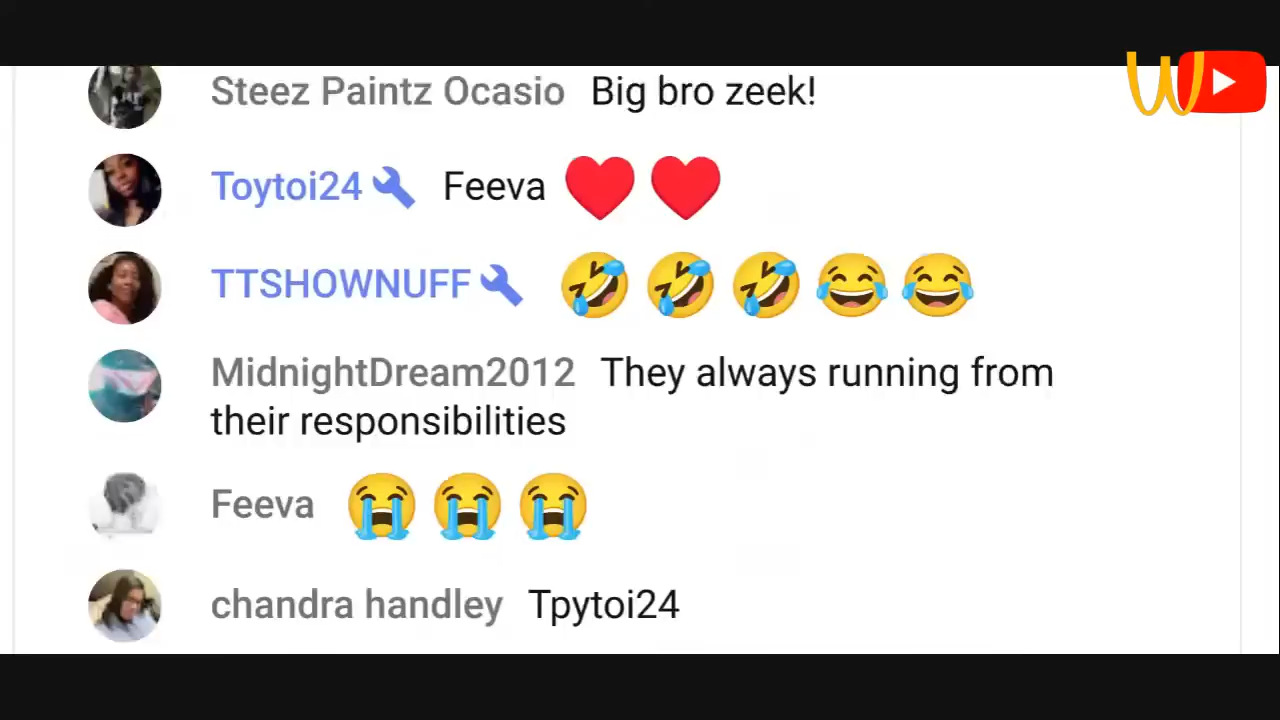 Steez Paintz Ocasio Big bro zeek!
Toytoi24 Feeva ♥️ ♥️
TTSHOWNUFF 🤣 🤣 🤣 😂 😂
MidnightDream2012 They always running from
their responsibilities
Feeva 😭 😭 😭
chandra handley Tpytoi24